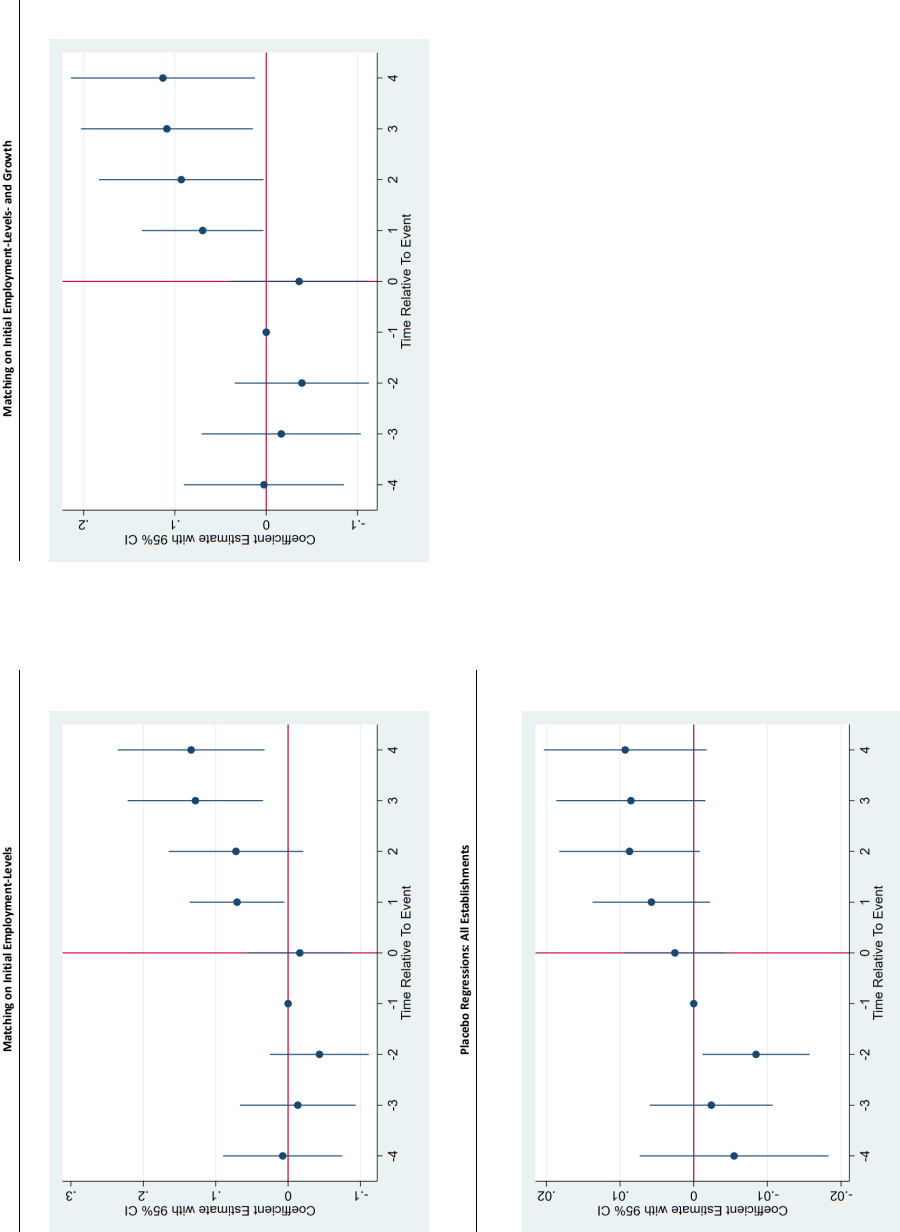 Matching on Initial Employment-Levels
Coefficient Estimate with 95% CI
.3
.2
.1
0
-.1
-4 -3 -2 -1 0 1 2 3 4
Time Relative To Event
Matching on Initial Employment-Levels- and Growth
Coefficient Estimate with 95% CI
.2
.1
0
-.1
-4 -3 -2 -1 0 1 2 3 4
Time Relative To Event
Placebo Regressions: All Establishments
Coefficient Estimate with 95% CI
.02
.01
0
-.01
-.02
-4 -3 -2 -1 0 1 2 3 4
Time Relative To Event